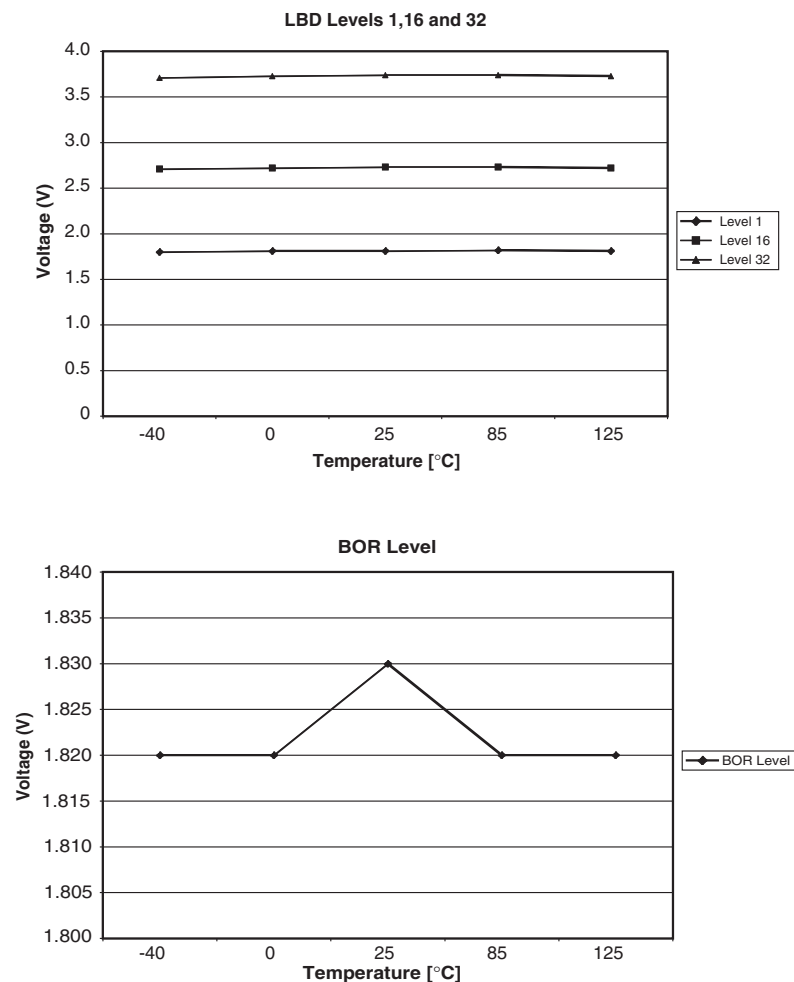 LBD Levels 1,16 and 32
4.0
3.5
3.0
2.5
2.0
1.5
1.0
0.5
0
Voltage (V)
-40 0 25 85 125
Temperature [°C]
Level 1
Level 16
Level 32
BOR Level
1.840
1.835
1.830
1.825
1.820
1.815
1.810
1.805
1.800
Voltage (V)
-40 0 25 85 125
Temperature [°C]
BOR Level